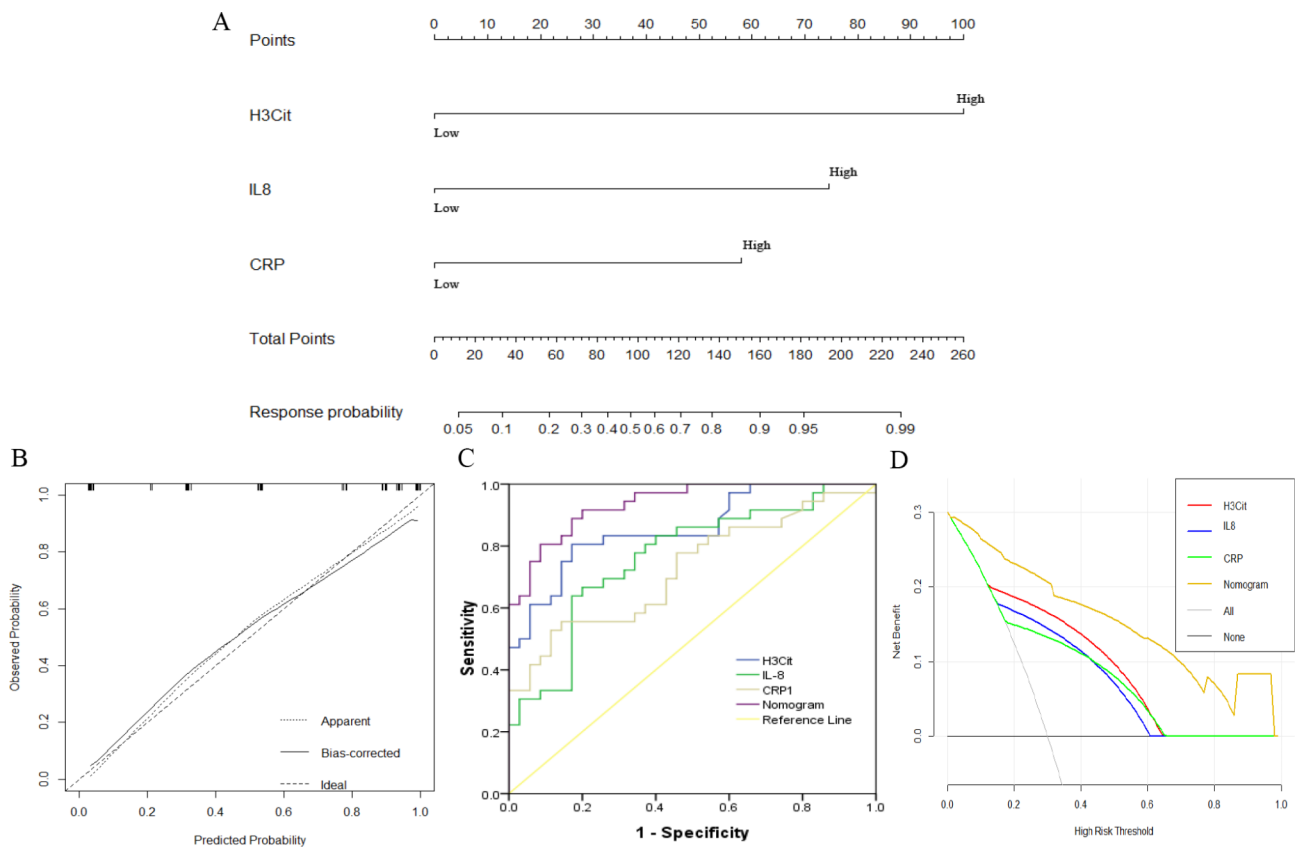 A
Points
0 10 20 30 40 50 60 70 80 90 100
H3Cit
High
Low
IL8
High
Low
CRP
High
Low
Total Points
0 20 40 60 80 100 120 140 160 180 200 220 240 260
Response probability
0.05 0.1 0.2 0.3 0.4 0.5 0.6 0.7 0.8 0.9 0.95 0.99
B
Observed Probability
1.0
0.8
0.6
0.4
0.2
0.0
Apparent
Bias-corrected
Ideal
0.0 0.2 0.4 0.6 0.8 1.0
Predicted Probability
C
Sensitivity
1.0
0.8
0.6
0.4
0.2
0.0
H3Cit
IL-8
CRP1
Nomogram
Reference Line
0.0 0.2 0.4 0.6 0.8 1.0
1 - Specificity
D
Net Benefit
0.3
0.2
0.1
0.0
H3Cit
IL8
CRP
Nomogram
All
None
0.0 0.2 0.4 0.6 0.8 1.0
High Risk Threshold